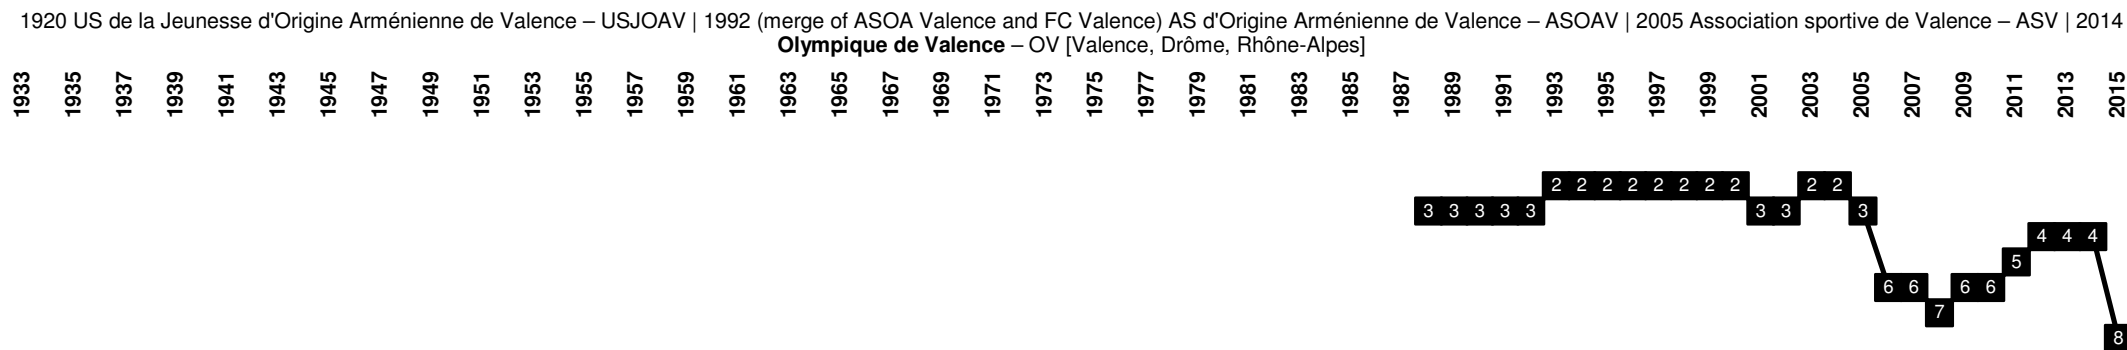 1920 US de la Jeunesse d'Origine Arménienne de Valence – USJOAV | 1992 (merge of ASOA Valence and FC Valence) AS d'Origine Arménienne de Valence – ASOAV | 2005 Association sportive de Valence – ASV | 2014
Olympique de Valence – OV [Valence, Drôme, Rhône-Alpes]
1933 1935 1937 1939 1941 1943 1945 1947 1949 1951 1953 1955 1957 1959 1961 1963 1965 1967 1969 1971 1973 1975 1977 1979 1981 1983 1985 1987 1989 1991 1993 1995 1997 1999 2001 2003 2005 2007 2009 2011 2013 2015
2 2 2 2 2 2 2 2 2 2
3 3 3 3 3 3 3 3
4 4 4
5
6 6 6 6
7
8